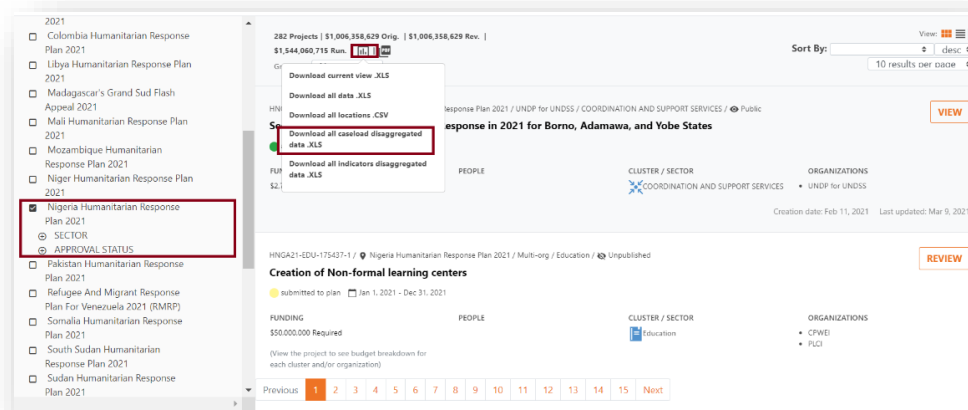 2021
Colombia Humanitarian Response
Plan 2021
Libya Humanitarian Response Plan
2021
Madagascar's Grand Sud Flash
Appeal 2021
Mali Humanitarian Response Plan
2021
Mozambique Humanitarian
Response Plan 2021
Niger Humanitarian Response Plan
2021
Nigeria Humanitarian Response
Plan 2021
SECTOR
APPROVAL STATUS
Pakistan Humanitarian Response
Plan 2021
Refugee And Migrant Response
Plan For Venezuela 2021 (RMRP)
Somalia Humanitarian Response
Plan 2021
South Sudan Humanitarian
Response Plan 2021
Sudan Humanitarian Response
Plan 2021
282 Projects | $1,006,358,629 Orig. | $1,006,358,629 Rev. |
$1,544,060,715 Run. | | PDF
View:
Sort By: desc
10 results per page
Download current view .XLS
Download all data .XLS
Download all locations .CSV
Download all caseload disaggregated
data .XLS
Download all indicators disaggregated
data .XLS
Response Plan 2021 / UNDP for UNDSS / COORDINATION AND SUPPORT SERVICES / Public
VIEW
Response in 2021 for Borno, Adamawa, and Yobe States
PEOPLE
CLUSTER / SECTOR
ORGANIZATIONS
COORDINATION AND SUPPORT SERVICES
• UNDP for UNDSS
Creation date: Feb 11, 2021 Last updated: Mar 9, 2021
HNGA21-EDU-175437-1 / Nigeria Humanitarian Response Plan 2021 / Multi-org / Education / Unpublished
REVIEW
Creation of Non-formal learning centers
submitted to plan Jan 1, 2021 - Dec 31, 2021
FUNDING
PEOPLE
CLUSTER / SECTOR
ORGANIZATIONS
$50,000,000 Required
Education
• CPWEI
• PLCI
(View the project to see budget breakdown for
each cluster and/or organization)
Previous 1 2 3 4 5 6 7 8 9 10 11 12 13 14 15 Next